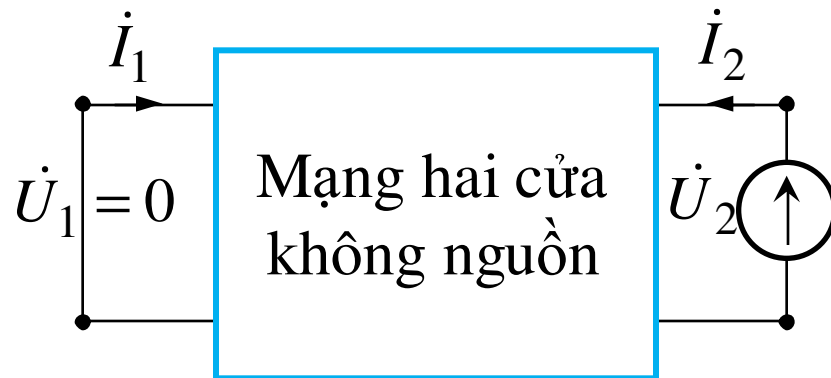 İ₁
İ₂
U̇₁ = 0
Mạng hai cửa
không nguồn
U̇₂